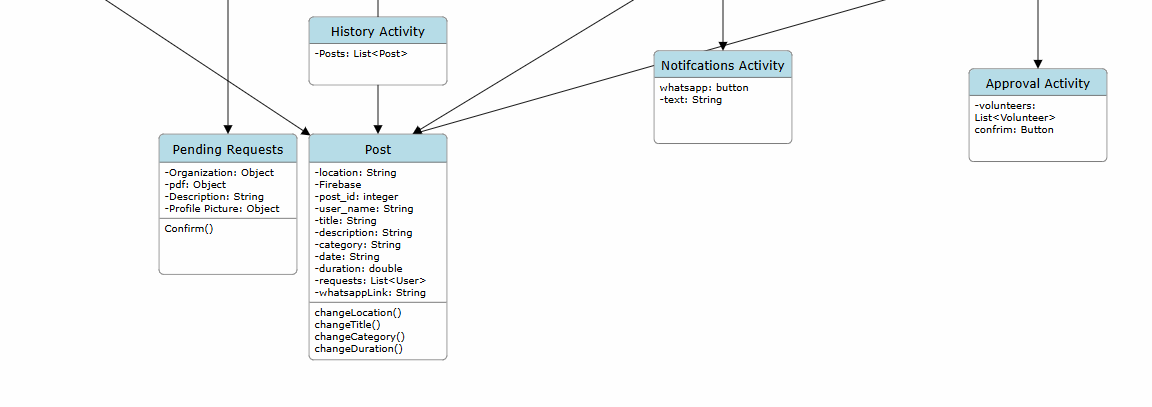 History Activity
-Posts: List<Post>
Notifcations Activity
whatsapp: button
-text: String
Approval Activity
-volunteers:
List<Volunteer>
confrim: Button
Pending Requests
-Organization: Object
-pdf: Object
-Description: String
-Profile Picture: Object
Confirm()
Post
-location: String
-Firebase
-post_id: integer
-user_name: String
-title: String
-description: String
-category: String
-date: String
-duration: double
-requests: List<User>
-whatsappLink: String
changeLocation()
changeTitle()
changeCategory()
changeDuration()